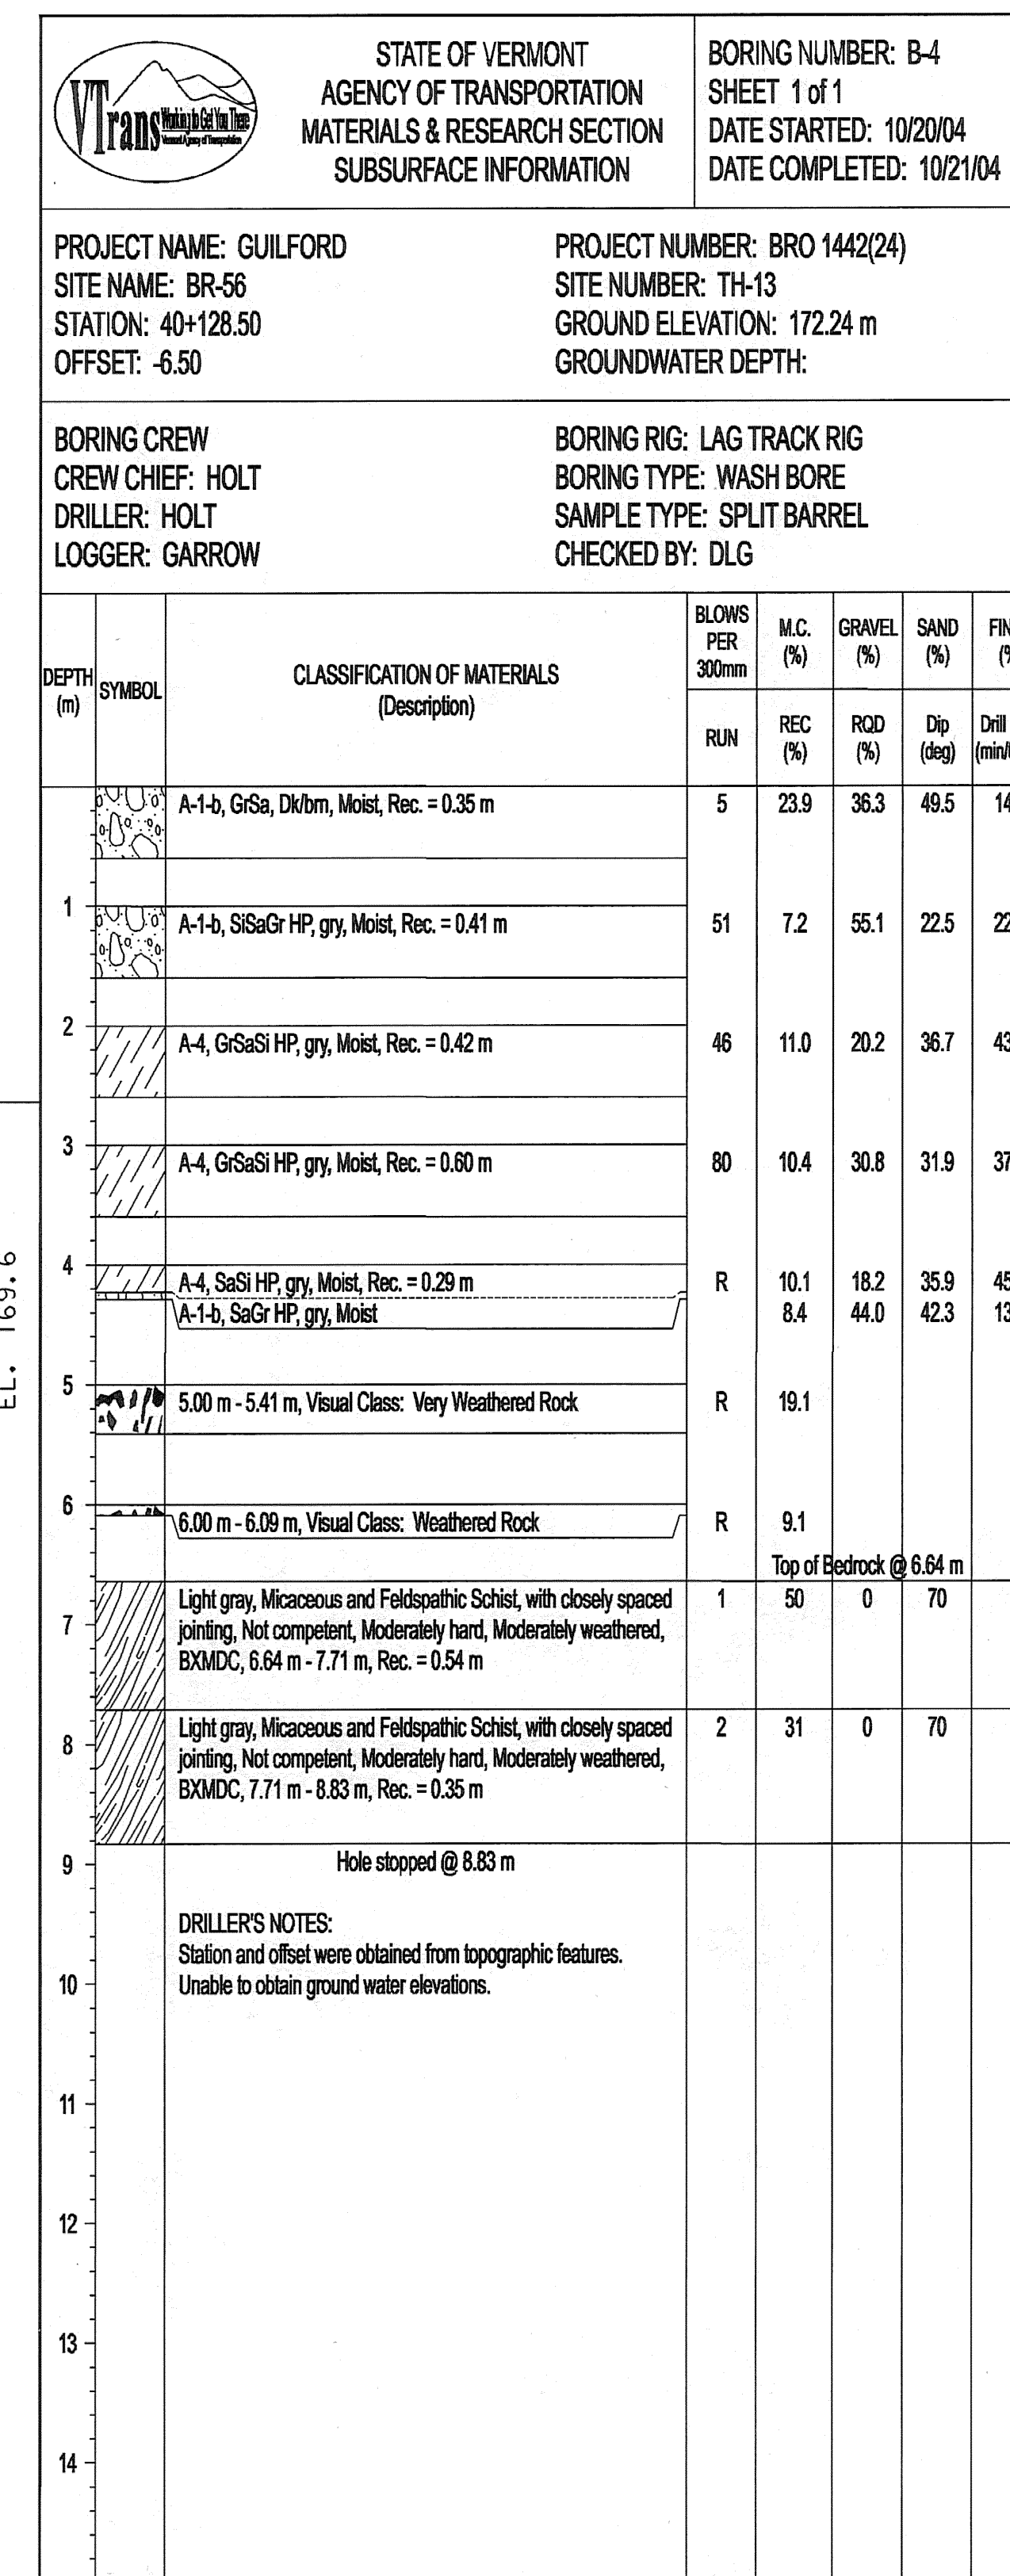 VTrans Working to Get You There
Vermont Agency of Transportation
STATE OF VERMONT
AGENCY OF TRANSPORTATION
MATERIALS & RESEARCH SECTION
SUBSURFACE INFORMATION
BORING NUMBER: B-4
SHEET 1 of 1
DATE STARTED: 10/20/04
DATE COMPLETED: 10/21/04
PROJECT NAME: GUILFORD
SITE NAME: BR-56
STATION: 40+128.50
OFFSET: -6.50
PROJECT NUMBER: BRO 1442(24)
SITE NUMBER: TH-13
GROUND ELEVATION: 172.24 m
GROUNDWATER DEPTH:
BORING CREW
CREW CHIEF: HOLT
DRILLER: HOLT
LOGGER: GARROW
BORING RIG: LAG TRACK RIG
BORING TYPE: WASH BORE
SAMPLE TYPE: SPLIT BARREL
CHECKED BY: DLG
DEPTH
(m)
SYMBOL
CLASSIFICATION OF MATERIALS
(Description)
BLOWS
PER
300mm
M.C.
(%)
GRAVEL
(%)
SAND
(%)
RUN
REC
(%)
RQD
(%)
Dip
(deg)
Drill
A-1-b, GrSa, Dk/brn, Moist, Rec. = 0.35 m 5 23.9 36.3 49.5 14
1
A-1-b, SiSaGr HP, gry, Moist, Rec. = 0.41 m 51 7.2 55.1 22.5 22
2
A-4, GrSaSi HP, gry, Moist, Rec. = 0.42 m 46 11.0 20.2 36.7 43
3
A-4, GrSaSi HP, gry, Moist, Rec. = 0.60 m 80 10.4 30.8 31.9 37
4
A-4, SaSi HP, gry, Moist, Rec. = 0.29 m R 10.1 18.2 35.9 45
A-1-b, SaGr HP, gry, Moist 8.4 44.0 42.3 13
EL. 169.6
5
5.00 m - 5.41 m, Visual Class: Very Weathered Rock R 19.1
6
6.00 m - 6.09 m, Visual Class: Weathered Rock R 9.1
Top of Bedrock @ 6.64 m
Light gray, Micaceous and Feldspathic Schist, with closely spaced 1 50 0 70
7 jointing, Not competent, Moderately hard, Moderately weathered,
BXMDC, 6.64 m - 7.71 m, Rec. = 0.54 m
Light gray, Micaceous and Feldspathic Schist, with closely spaced 2 31 0 70
8 jointing, Not competent, Moderately hard, Moderately weathered,
BXMDC, 7.71 m - 8.83 m, Rec. = 0.35 m
9 Hole stopped @ 8.83 m
DRILLER'S NOTES:
Station and offset were obtained from topographic features.
10 Unable to obtain ground water elevations.
11
12
13
14